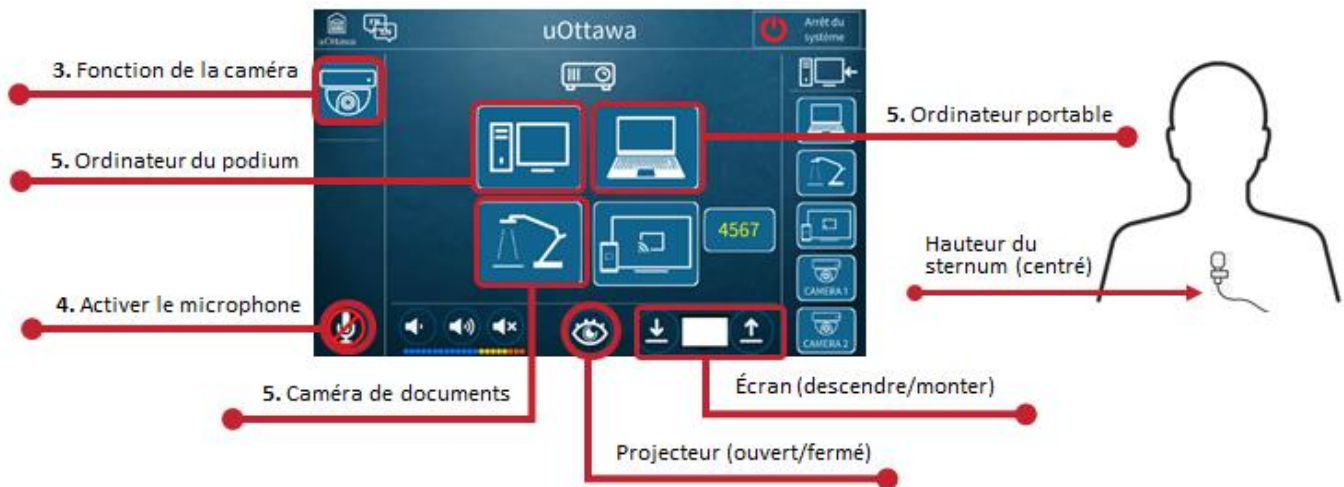 uOttawa
uOttawa
Arrêt du
système
3. Fonction de la caméra
5. Ordinateur portable
5. Ordinateur du podium
4567
Hauteur du
sternum (centré)
CAMERA 1
4. Activer le microphone
CAMERA 2
5. Caméra de documents
Écran (descendre/monter)
Projecteur (ouvert/fermé)